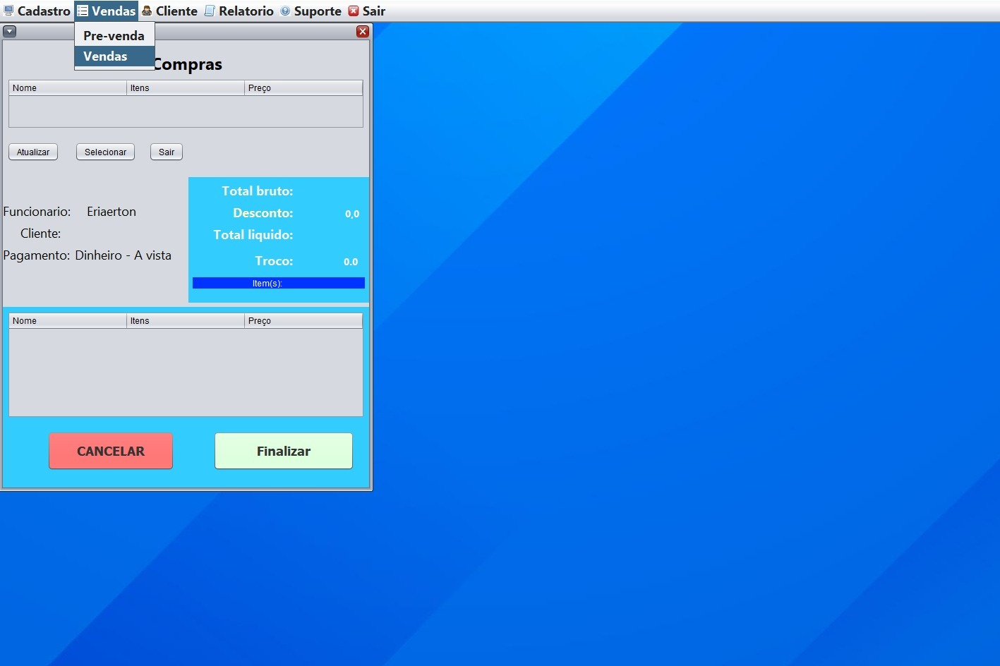 Cadastro Vendas Cliente Relatorio Suporte Sair
Pre-venda
Vendas
Compras
Nome Itens Preço
Atualizar Selecionar Sair
Total bruto:
Funcionario: Eriaerton
Desconto: 0,0
Cliente:
Total liquido:
Pagamento: Dinheiro - A vista
Troco: 0.0
Item(s):
Nome Itens Preço
CANCELAR Finalizar